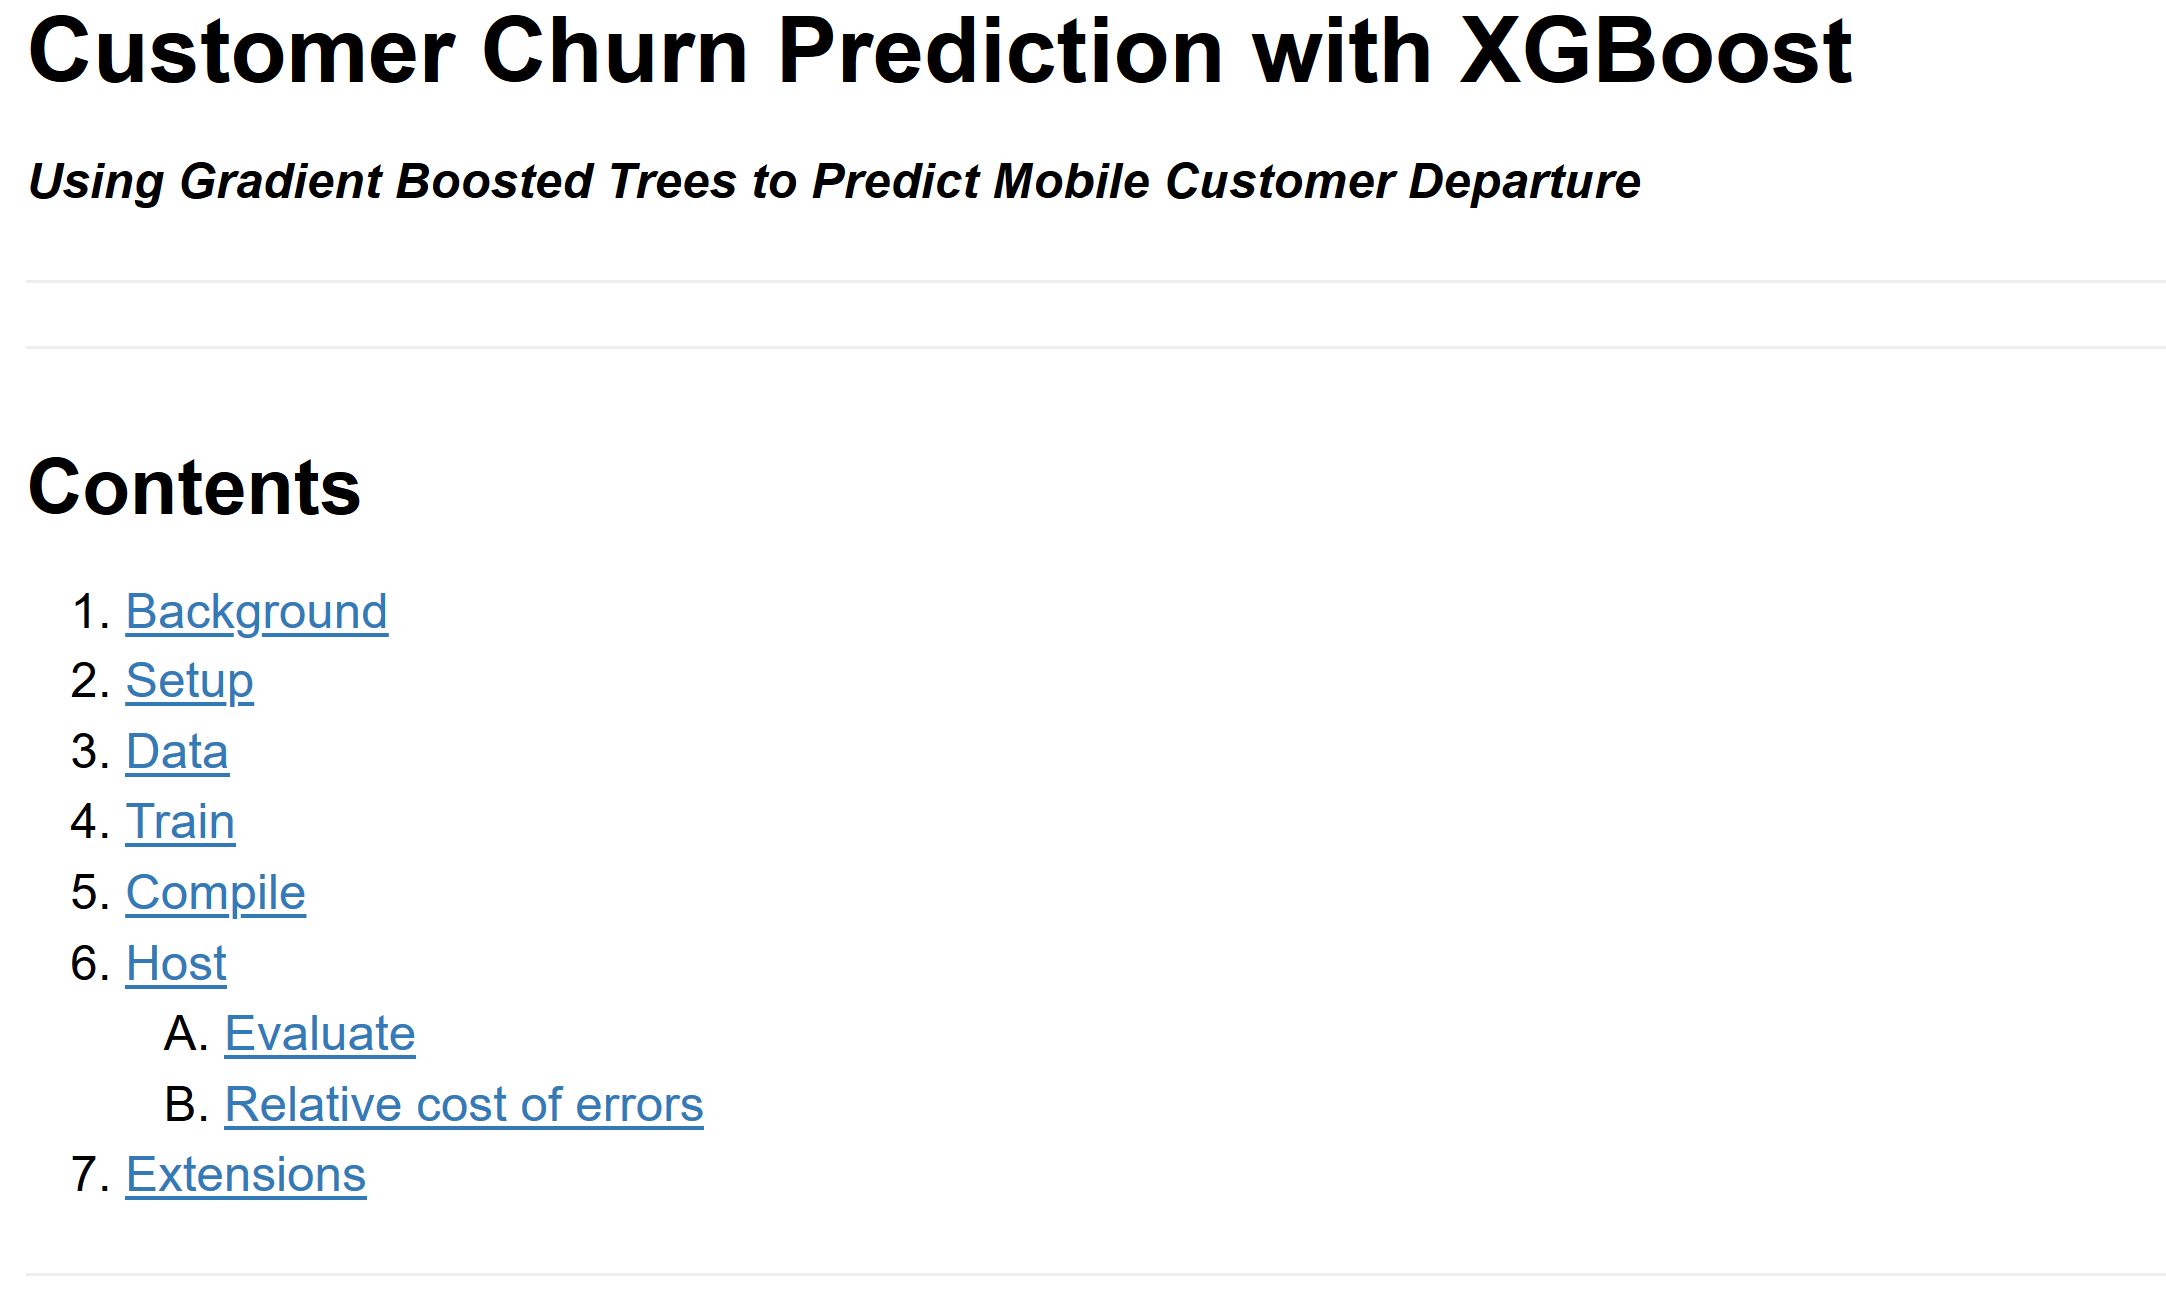 Customer Churn Prediction with XGBoost
Using Gradient Boosted Trees to Predict Mobile Customer Departure
Contents
1. Background
2. Setup
3. Data
4. Train
5. Compile
6. Host
A. Evaluate
B. Relative cost of errors
7. Extensions